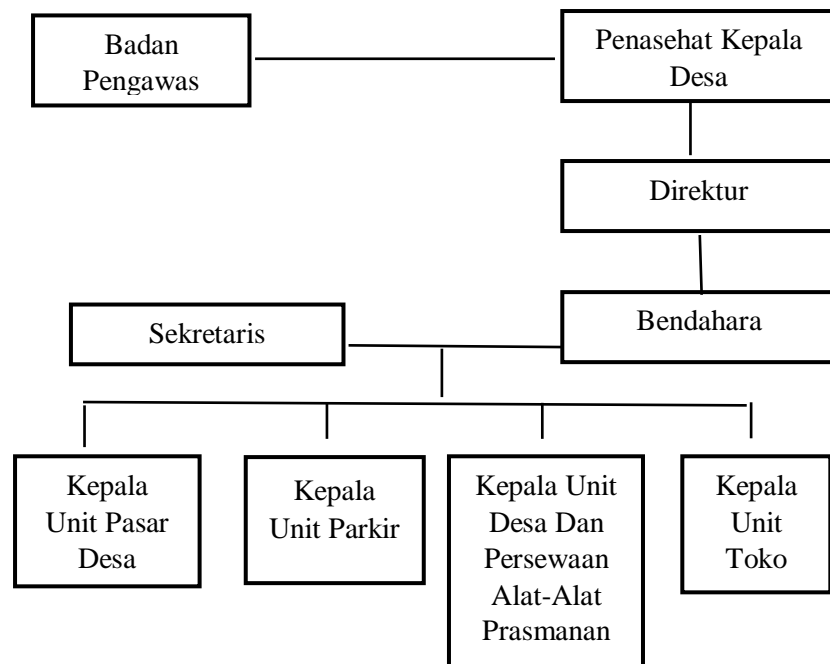 Badan
Pengawas
Penasehat Kepala
Desa
Direktur
Sekretaris
Bendahara
Kepala
Unit Pasar
Desa
Kepala
Unit Parkir
Kepala Unit
Desa Dan
Persewaan
Alat-Alat
Prasmanan
Kepala
Unit
Toko